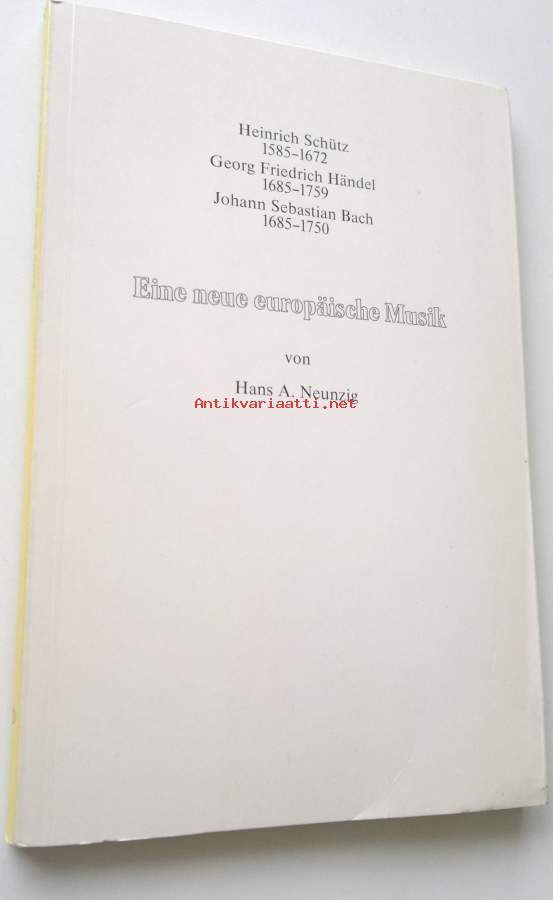 Heinrich Schütz
1585–1672
Georg Friedrich Händel
1685–1759
Johann Sebastian Bach
1685–1750
Eine neue europäische Musik
von
Hans A. Neunzig
Antikvariaatti.net